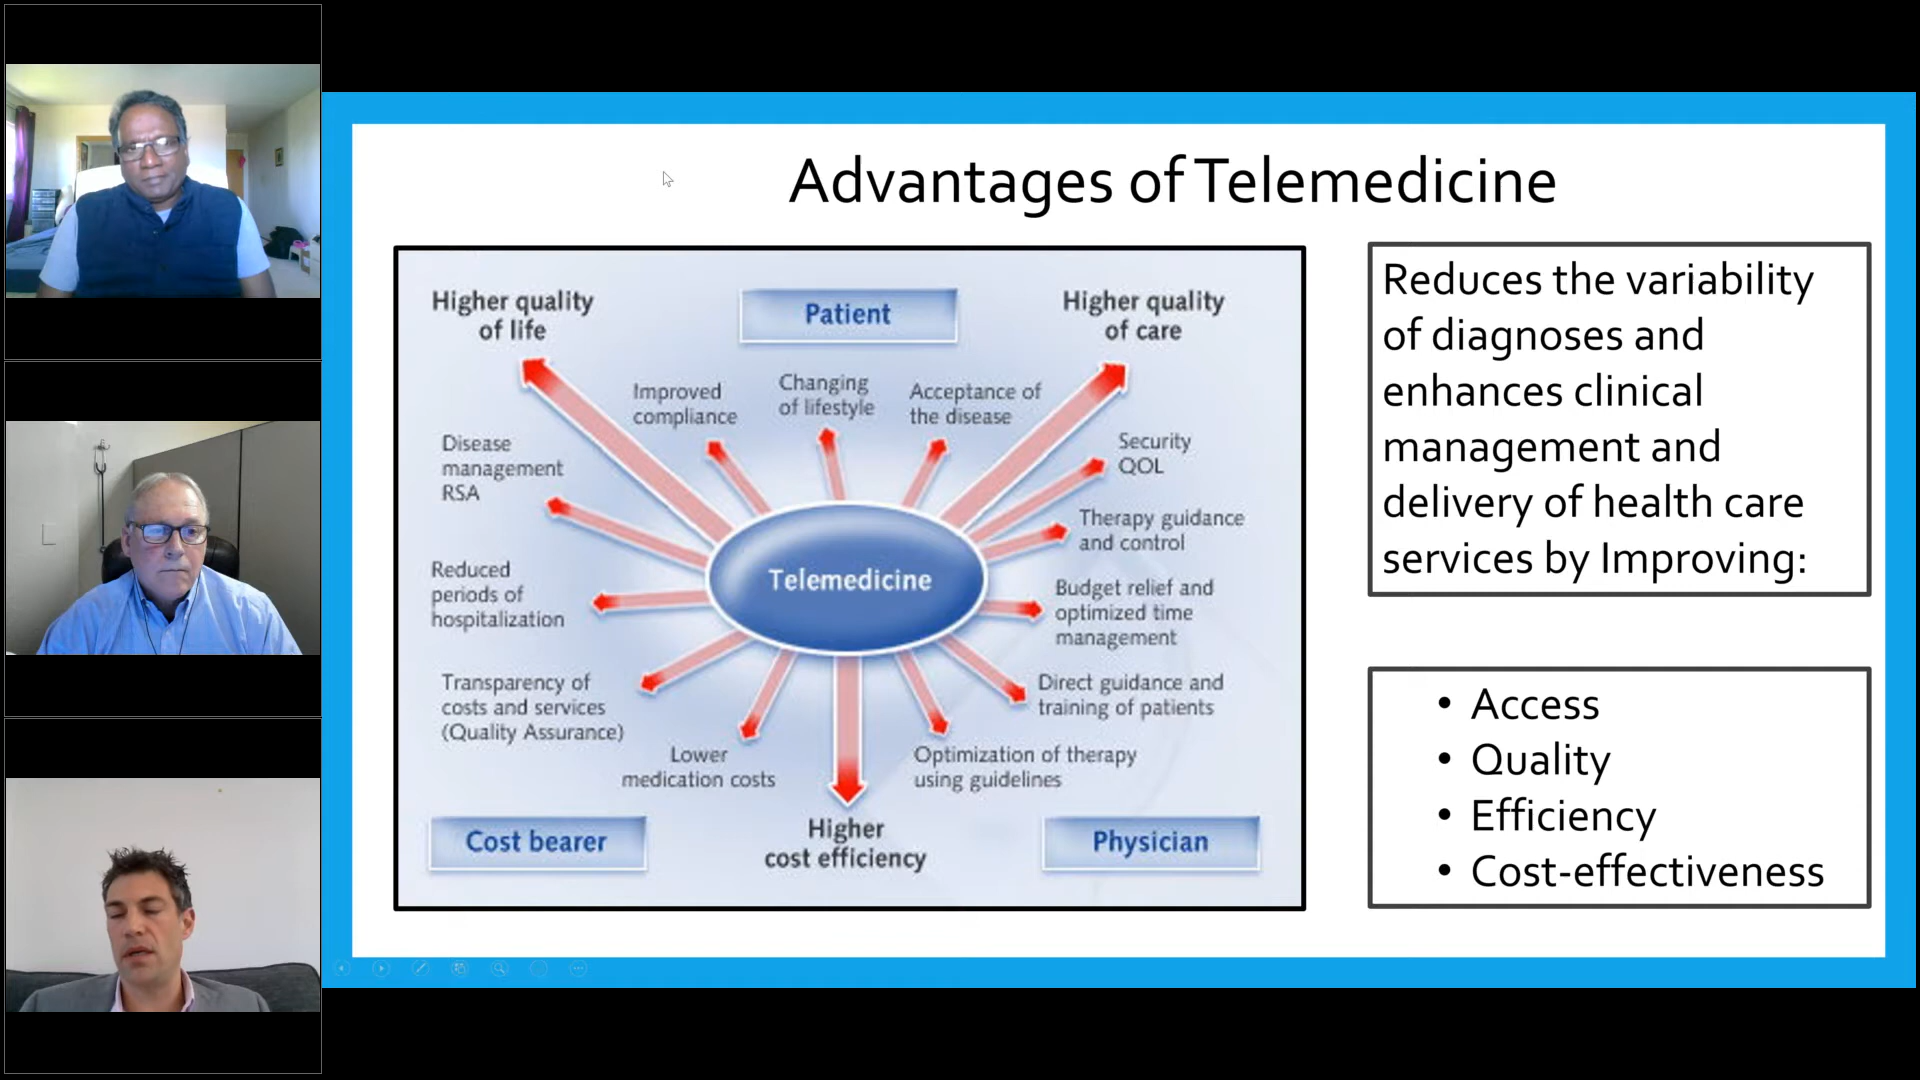 Advantages of Telemedicine
Higher quality
of life
Patient
Higher quality
of care
Improved
compliance
Changing
of lifestyle
Acceptance of
the disease
Disease
management
RSA
Security
QOL
Therapy guidance
and control
Reduced
periods of
hospitalization
Telemedicine
Budget relief and
optimized time
management
Transparency of
costs and services
(Quality Assurance)
Direct guidance and
training of patients
Lower
medication costs
Optimization of therapy
using guidelines
Cost bearer
Higher
cost efficiency
Physician
Reduces the variability
of diagnoses and
enhances clinical
management and
delivery of health care
services by Improving:
• Access
• Quality
• Efficiency
• Cost-effectiveness